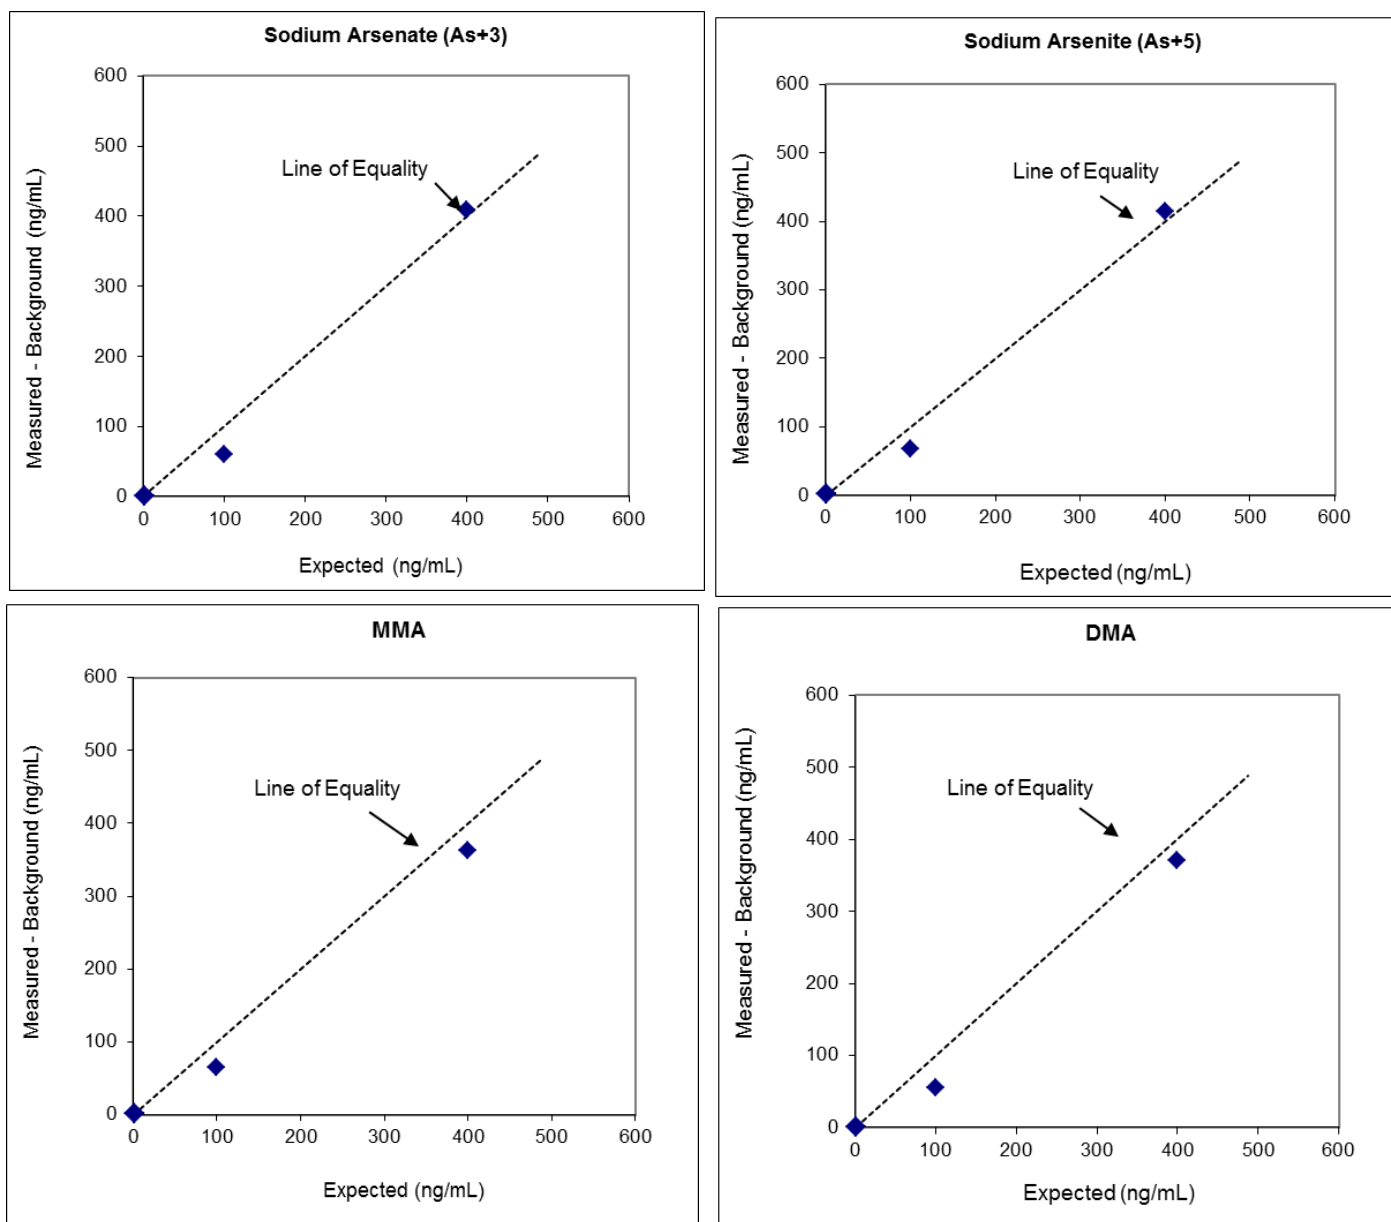 Sodium Arsenate (As+3)
Measured - Background (ng/mL)
600
500
400
300
200
100
0
Line of Equality
0 100 200 300 400 500 600
Expected (ng/mL)
Sodium Arsenite (As+5)
Measured - Background (ng/mL)
600
500
400
300
200
100
0
Line of Equality
0 100 200 300 400 500 600
Expected (ng/mL)
MMA
Measured - Background (ng/mL)
600
500
400
300
200
100
0
Line of Equality
0 100 200 300 400 500 600
Expected (ng/mL)
DMA
Measured - Background (ng/mL)
600
500
400
300
200
100
0
Line of Equality
0 100 200 300 400 500 600
Expected (ng/mL)